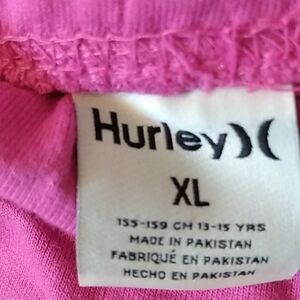 Hurley
XL
155-159 CM 13-15 YRS
MADE IN PAKISTAN
FABRIQUÉ EN PAKISTAN
HECHO EN PAKISTAN